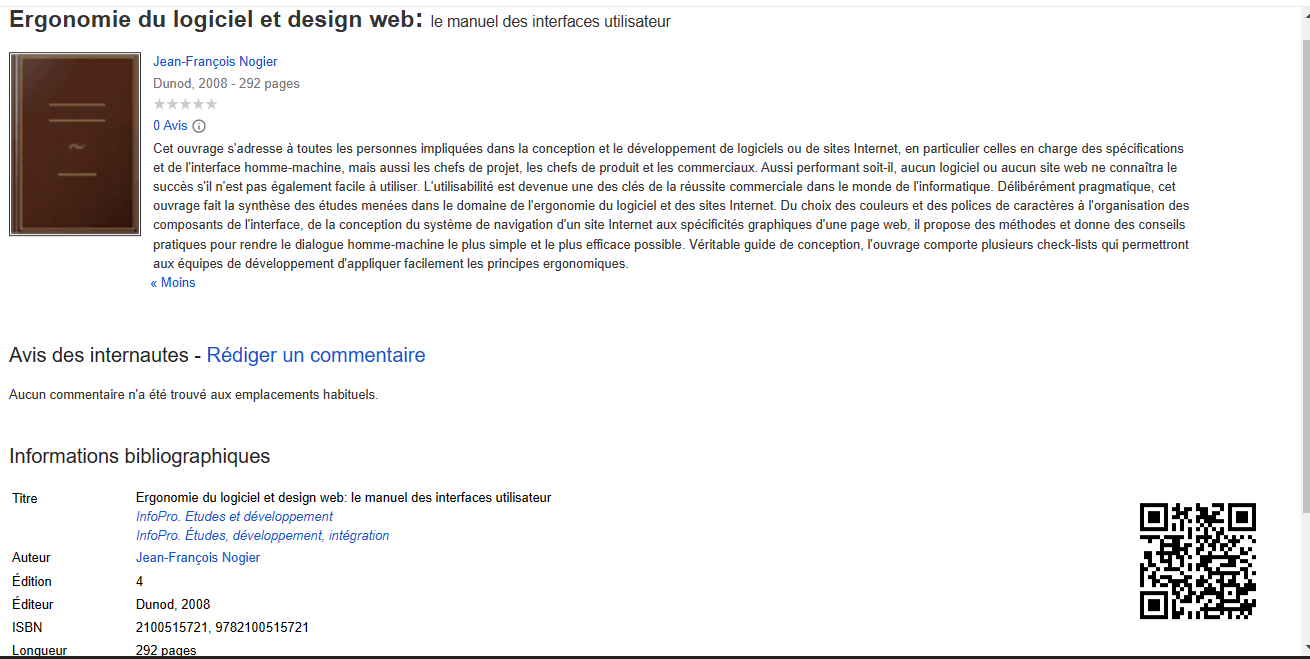 Ergonomie du logiciel et design web: le manuel des interfaces utilisateur
Jean-François Nogier
Dunod, 2008 - 292 pages
0 Avis
Cet ouvrage s'adresse à toutes les personnes impliquées dans la conception et le développement de logiciels ou de sites Internet, en particulier celles en charge des spécifications
et de l'interface homme-machine, mais aussi les chefs de projet, les chefs de produit et les commerciaux. Aussi performant soit-il, aucun logiciel ou aucun site web ne connaîtra le
succès s'il n'est pas également facile à utiliser. L'utilisabilité est devenue une des clés de la réussite commerciale dans le monde de l'informatique. Délibérément pragmatique, cet
ouvrage fait la synthèse des études menées dans le domaine de l'ergonomie du logiciel et des sites Internet. Du choix des couleurs et des polices de caractères à l'organisation des
composants de l'interface, de la conception du système de navigation d'un site Internet aux spécificités graphiques d'une page web, il propose des méthodes et donne des conseils
pratiques pour rendre le dialogue homme-machine le plus simple et le plus efficace possible. Véritable guide de conception, l'ouvrage comporte plusieurs check-lists qui permettront
aux équipes de développement d'appliquer facilement les principes ergonomiques.
« Moins
Avis des internautes - Rédiger un commentaire
Aucun commentaire n'a été trouvé aux emplacements habituels.
Informations bibliographiques
Titre Ergonomie du logiciel et design web: le manuel des interfaces utilisateur
InfoPro. Etudes et développement
InfoPro. Études, développement, intégration
Auteur Jean-François Nogier
Édition 4
Éditeur Dunod, 2008
ISBN 2100515721, 9782100515721
Longueur 292 pages